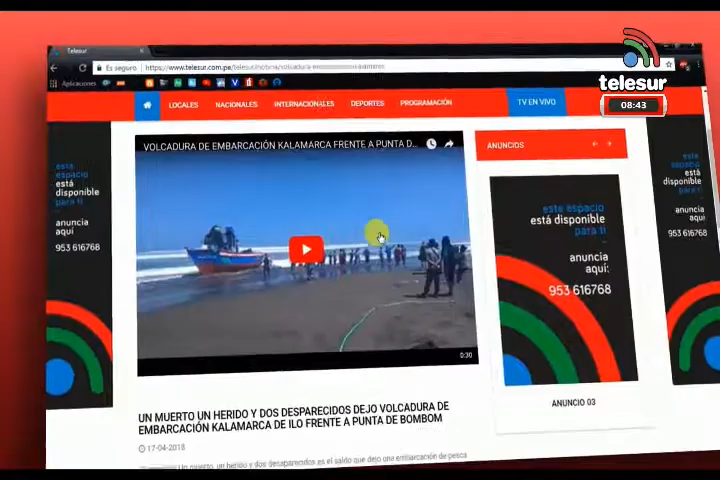 telesur
08:43
Telesur
Es seguro
https://www.telesur.com.pe/telesur/noticia/volcadura-
Aplicaciones
LOCALES
NACIONALES
INTERNACIONALES
DEPORTES
PROGRAMACIÓN
TV EN VIVO
este
espacio
está
disponible
para ti
anuncia
aquí
953 616768
VOLCADURA DE EMBARCACIÓN KALAMARCA FRENTE A PUNTA D...
0:30
ANUNCIOS
este espacio
está disponible
para ti
anuncia
aquí:
953 616768
ANUNCIO 03
este
espacio
está
disponible
para ti
anuncia
aquí
953 616768
UN MUERTO UN HERIDO Y DOS DESPARECIDOS DEJO VOLCADURA DE
EMBARCACIÓN KALAMARCA DE ILO FRENTE A PUNTA DE BOMBOM
17-04-2018
Un muerto, un herido y dos desaparecidos es el saldo que dejo una embarcación de pesca